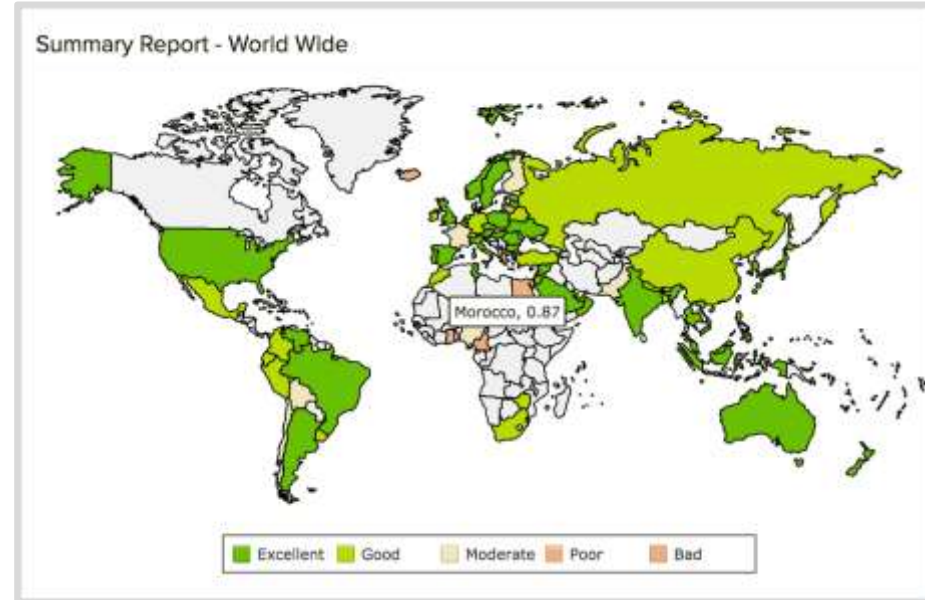 Summary Report - World Wide
Morocco, 0.87
Excellent Good Moderate Poor Bad